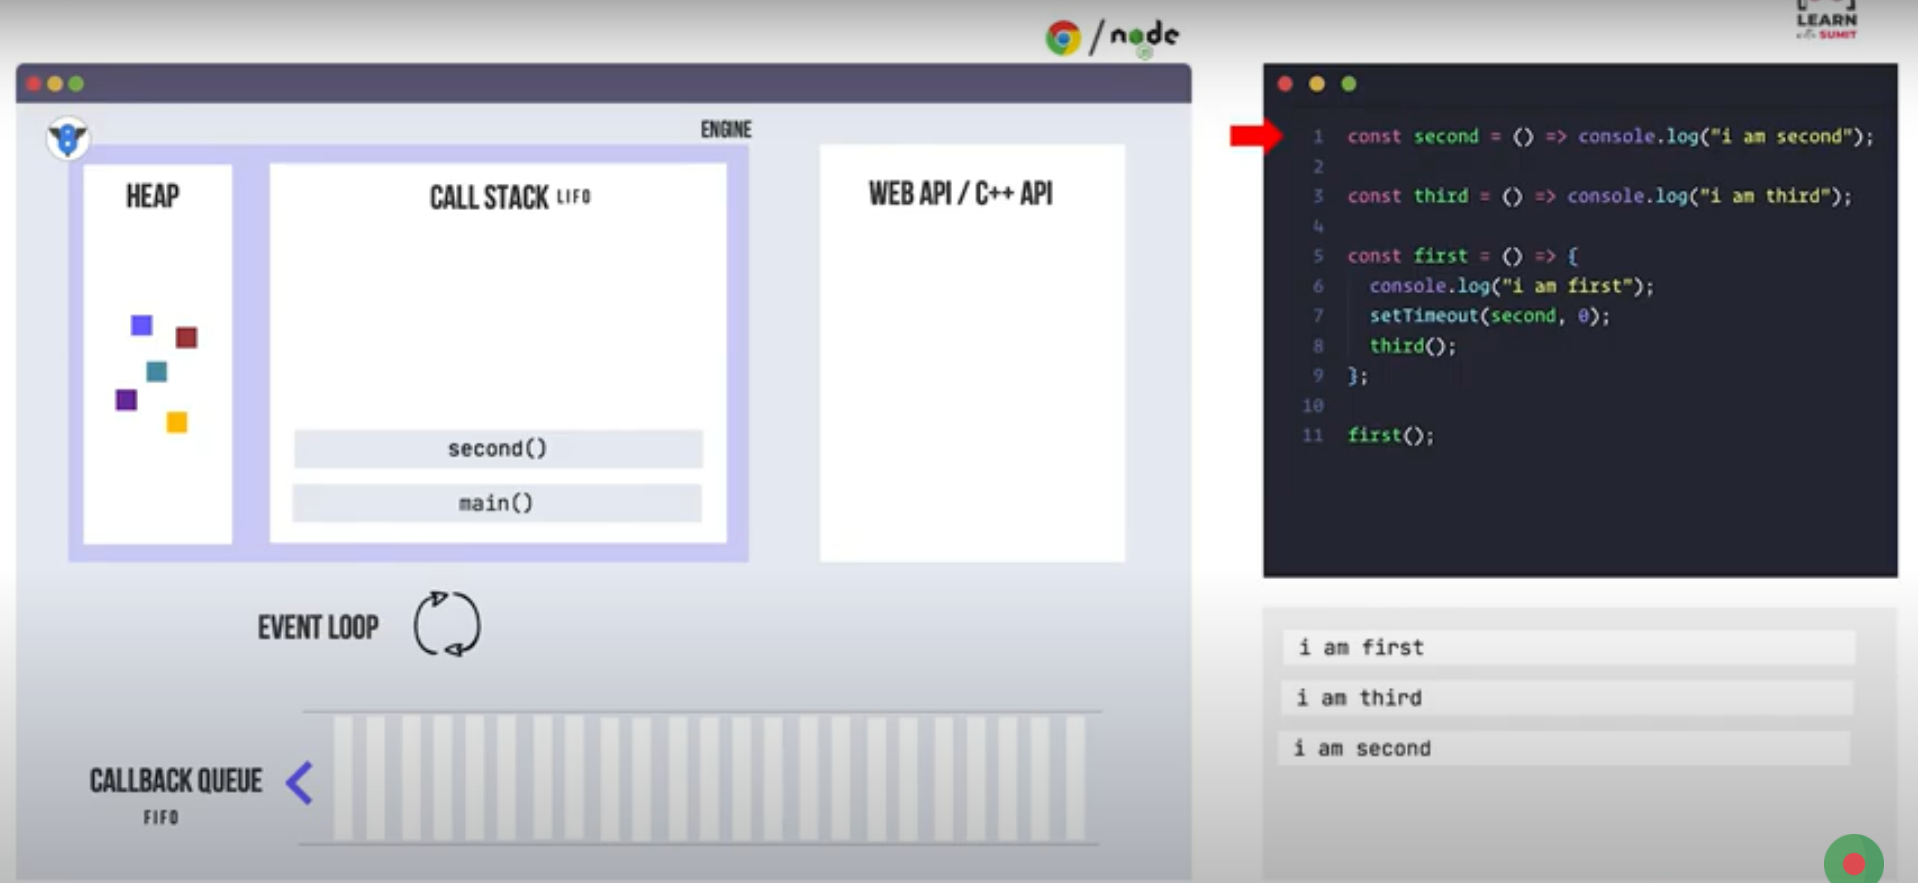 node
JS
LEARN
with SUMIT
ENGINE
HEAP
CALL STACK LIFO
WEB API / C++ API
second()
main()
EVENT LOOP
CALLBACK QUEUE
FIFO
1 const second = () => console.log("i am second");
2
3 const third = () => console.log("i am third");
4
5 const first = () => {
6 console.log("i am first");
7 setTimeout(second, 0);
8 third();
9 };
10
11 first();
i am first
i am third
i am second